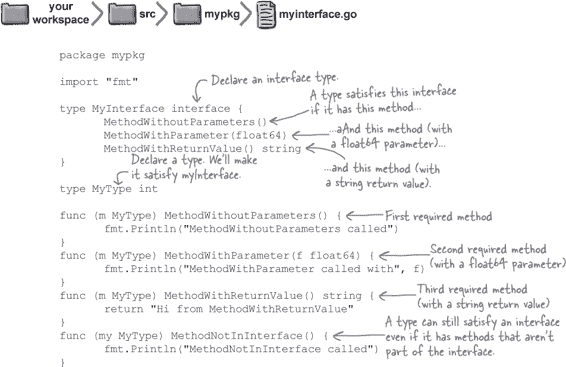 your workspace src mypkg myinterface.go
package mypkg
import "fmt"
Declare an interface type.
type MyInterface interface {
A type satisfies this interface
if it has this method...
MethodWithoutParameters()
MethodWithParameter(float64)
...aAnd this method (with
a float64 parameter)...
MethodWithReturnValue() string
...and this method (with
a string return value).
}
Declare a type. We'll make
it satisfy myInterface.
type MyType int
func (m MyType) MethodWithoutParameters() {
First required method
fmt.Println("MethodWithoutParameters called")
}
func (m MyType) MethodWithParameter(f float64) {
Second required method
(with a float64 parameter)
fmt.Println("MethodWithParameter called with", f)
}
func (m MyType) MethodWithReturnValue() string {
Third required method
(with a string return value)
return "Hi from MethodWithReturnValue"
}
func (my MyType) MethodNotInInterface() {
A type can still satisfy an interface
even if it has methods that aren't
part of the interface.
fmt.Println("MethodNotInInterface called")
}